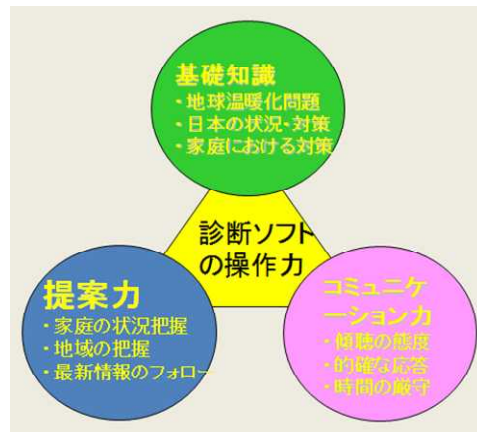 基礎知識
・地球温暖化問題
・日本の状況・対策
・家庭における対策
診断ソフト
の操作力
提案力
・家庭の状況把握
・地域の把握
・最新情報のフォロー
コミュニケ
ーション力
・傾聴の態度
・的確な応答
・時間の厳守